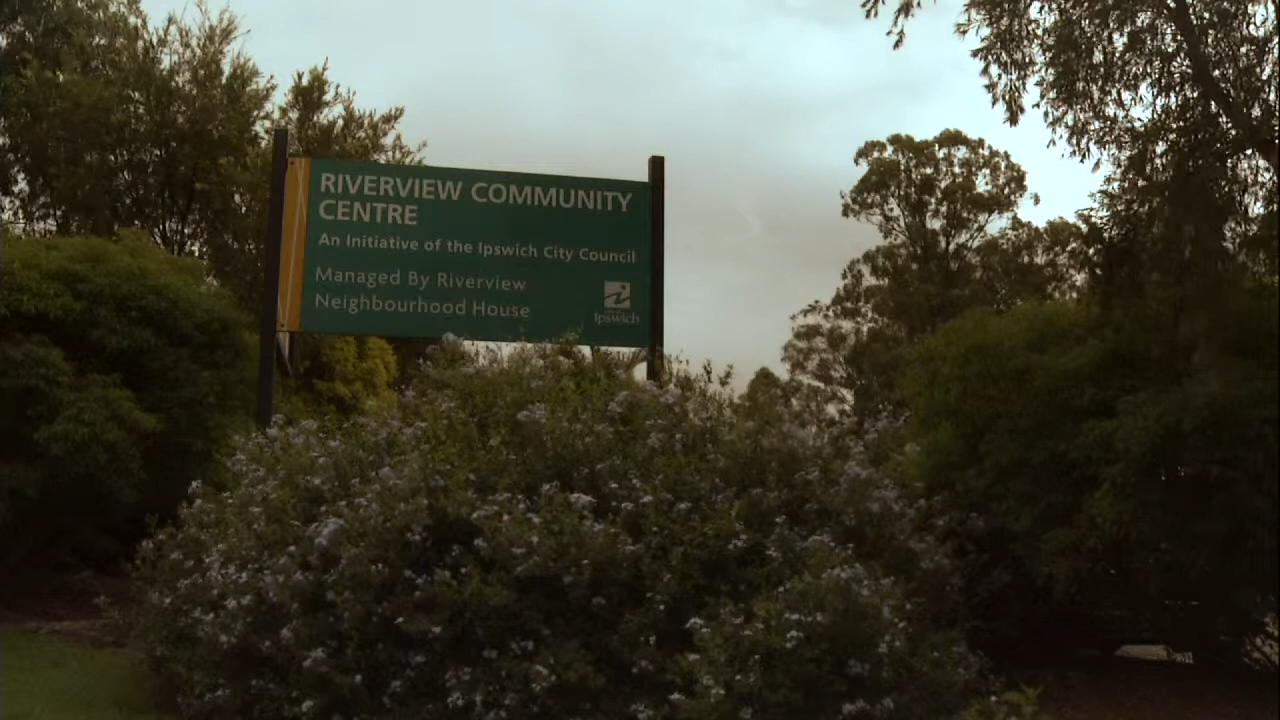 RIVERVIEW COMMUNITY
CENTRE
An Initiative of the Ipswich City Council
Managed By Riverview
Neighbourhood House
Ipswich